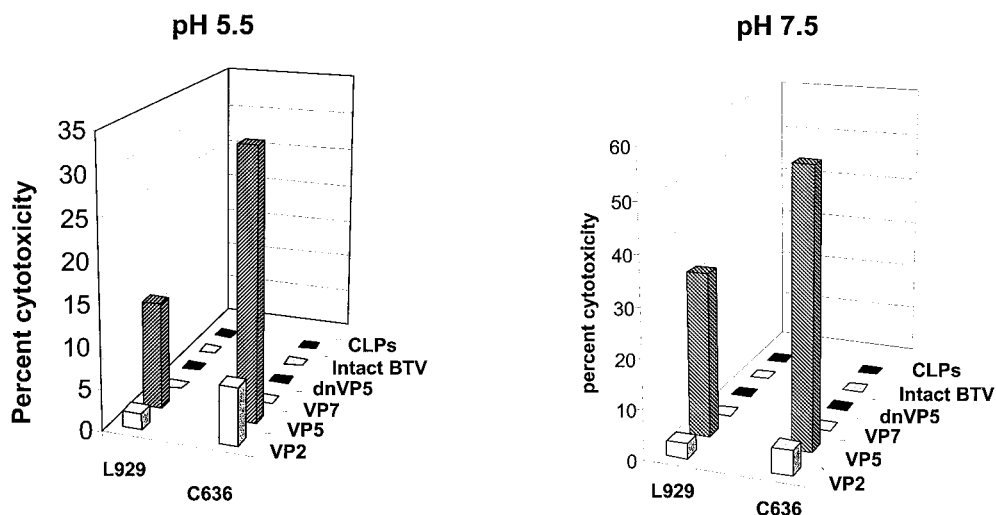 pH 5.5
Percent cytotoxicity
35
30
25
20
15
10
5
0
L929
C636
CLPs
Intact BTV
dnVP5
VP7
VP5
VP2
pH 7.5
percent cytotoxicity
60
50
40
30
20
10
0
L929
C636
CLPs
Intact BTV
dnVP5
VP7
VP5
VP2